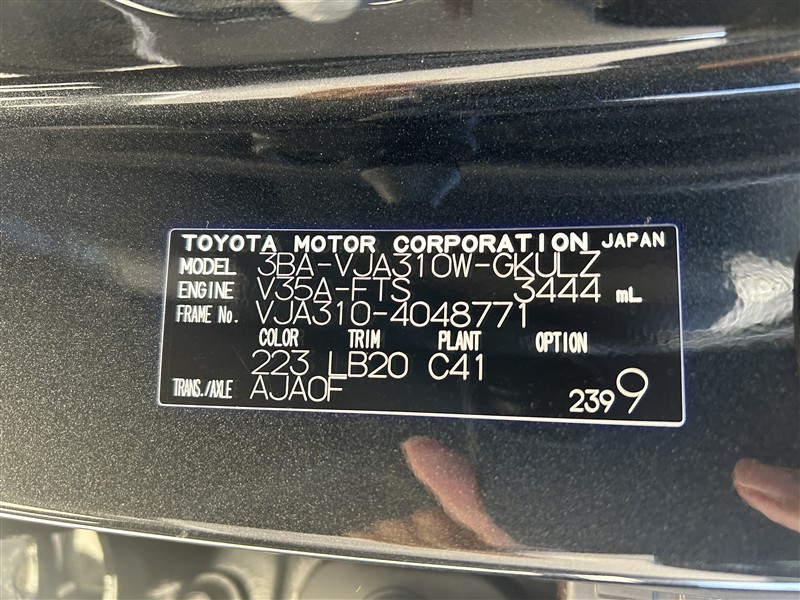 TOYOTA MOTOR CORPORATION JAPAN
MODEL 3BA-VJA310W-GKULZ
ENGINE V35A-FTS 3444 mL
FRAME No. VJA310-4048771
COLOR TRIM PLANT OPTION
223 LB20 C41
TRANS./AXLE AJA0F
2399